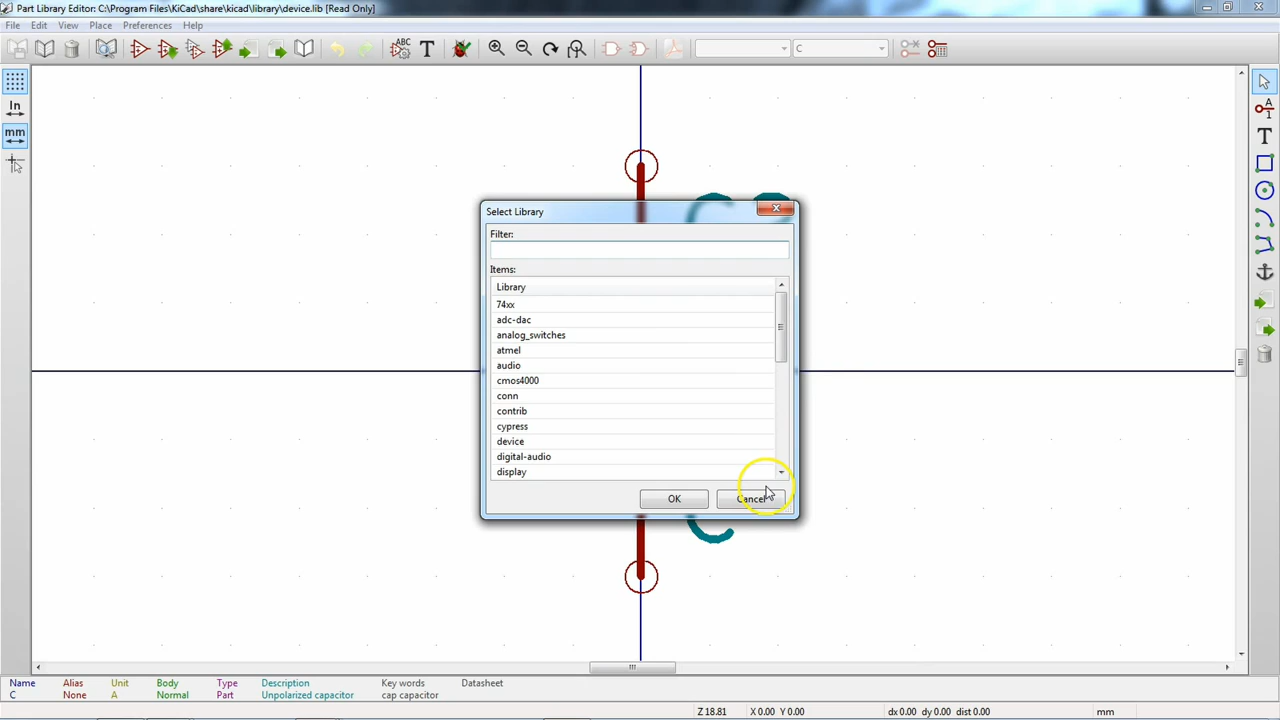 Part Library Editor: C:\Program Files\KiCad\share\kicad\library\device.lib [Read Only]
File Edit View Place Preferences Help
ABC T C
In
mm
A
1
T
Select Library
Filter:
Items:
Library
74xx
adc-dac
analog_switches
atmel
audio
cmos4000
conn
contrib
cypress
device
digital-audio
display
OK Cancel
Name Alias Unit Body Type Description Key words Datasheet
C None A Normal Part Unpolarized capacitor cap capacitor
Z 18.81 X 0.00 Y 0.00 dx 0.00 dy 0.00 dist 0.00 mm